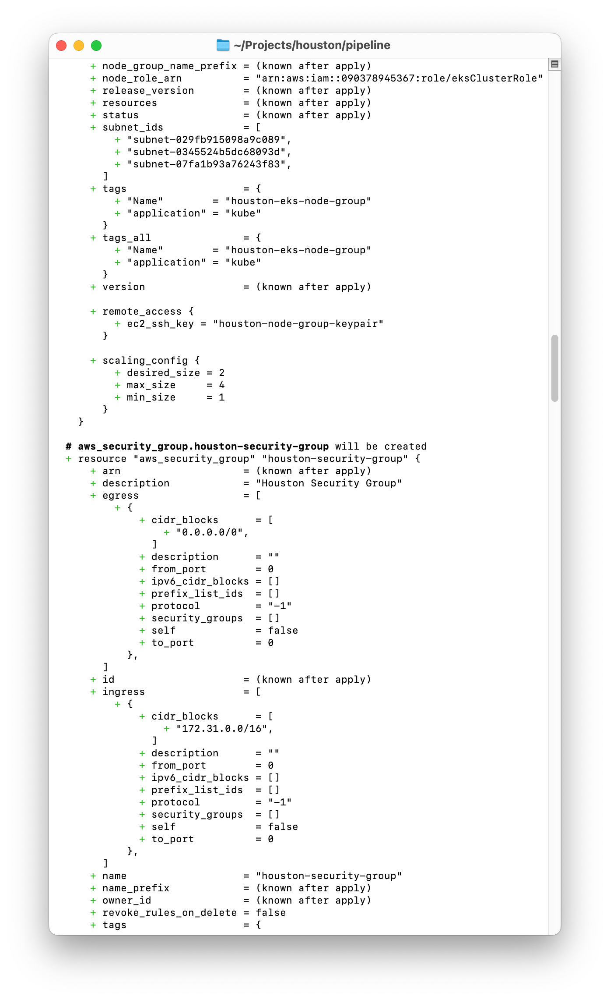 ~/Projects/houston/pipeline
+ node_group_name_prefix = (known after apply)
+ node_role_arn          = "arn:aws:iam::090378945367:role/eksClusterRole"
+ release_version        = (known after apply)
+ resources              = (known after apply)
+ status                 = (known after apply)
+ subnet_ids             = [
+ "subnet-029fb915098a9c089",
+ "subnet-0345524b5dc68093d",
+ "subnet-07fa1b93a76243f83",
]
+ tags                   = {
+ "Name"        = "houston-eks-node-group"
+ "application" = "kube"
}
+ tags_all               = {
+ "Name"        = "houston-eks-node-group"
+ "application" = "kube"
}
+ version                = (known after apply)
+ remote_access {
+ ec2_ssh_key = "houston-node-group-keypair"
}
+ scaling_config {
+ desired_size = 2
+ max_size     = 4
+ min_size     = 1
}
}
# aws_security_group.houston-security-group will be created
+ resource "aws_security_group" "houston-security-group" {
+ arn                    = (known after apply)
+ description            = "Houston Security Group"
+ egress                 = [
+ {
+ cidr_blocks      = [
+ "0.0.0.0/0",
]
+ description      = ""
+ from_port        = 0
+ ipv6_cidr_blocks = []
+ prefix_list_ids  = []
+ protocol         = "-1"
+ security_groups  = []
+ self             = false
+ to_port          = 0
},
]
+ id                     = (known after apply)
+ ingress                = [
+ {
+ cidr_blocks      = [
+ "172.31.0.0/16",
]
+ description      = ""
+ from_port        = 0
+ ipv6_cidr_blocks = []
+ prefix_list_ids  = []
+ protocol         = "-1"
+ security_groups  = []
+ self             = false
+ to_port          = 0
},
]
+ name                   = "houston-security-group"
+ name_prefix            = (known after apply)
+ owner_id               = (known after apply)
+ revoke_rules_on_delete = false
+ tags                   = {